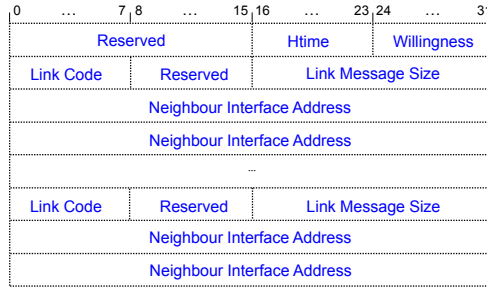 0 ... 7 8 15 16 ... 23 24 ... 31
Reserved Htime Willingness
Link Code Reserved Link Message Size
Neighbour Interface Address
Neighbour Interface Address
...
Link Code Reserved Link Message Size
Neighbour Interface Address
Neighbour Interface Address